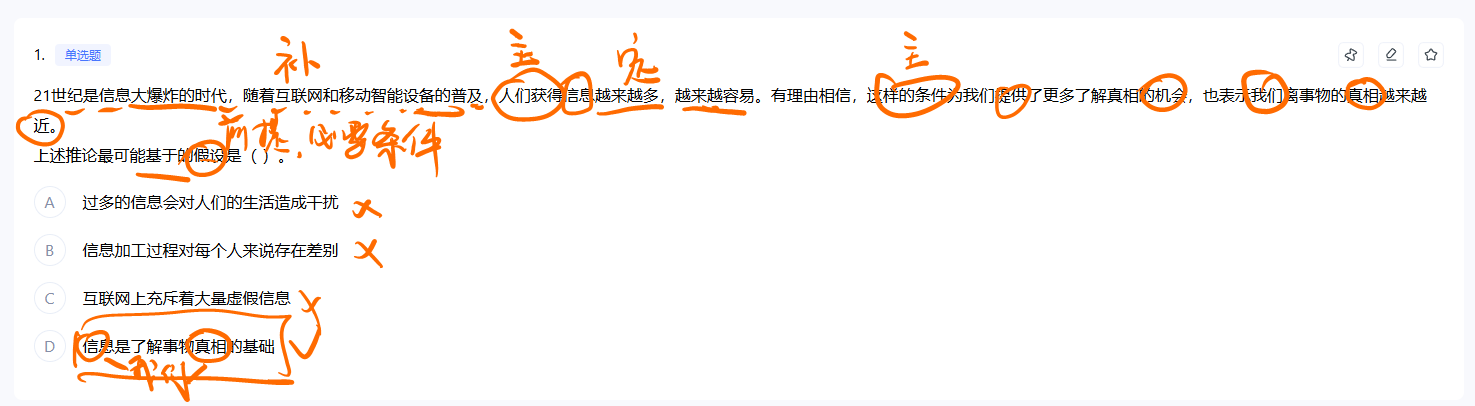 1. 单选题
补 主 定 主
21世纪是信息大爆炸的时代，随着互联网和移动智能设备的普及，人们获得信息越来越多，越来越容易。有理由相信，这样的条件为我们提供了更多了解真相的机会，也表示我们离事物的真相越来越
近。
前提，必要条件
上述推论最可能基于的假设是（ ）。
A 过多的信息会对人们的生活造成干扰
B 信息加工过程对每个人来说存在差别
C 互联网上充斥着大量虚假信息
D 信息是了解事物真相的基础